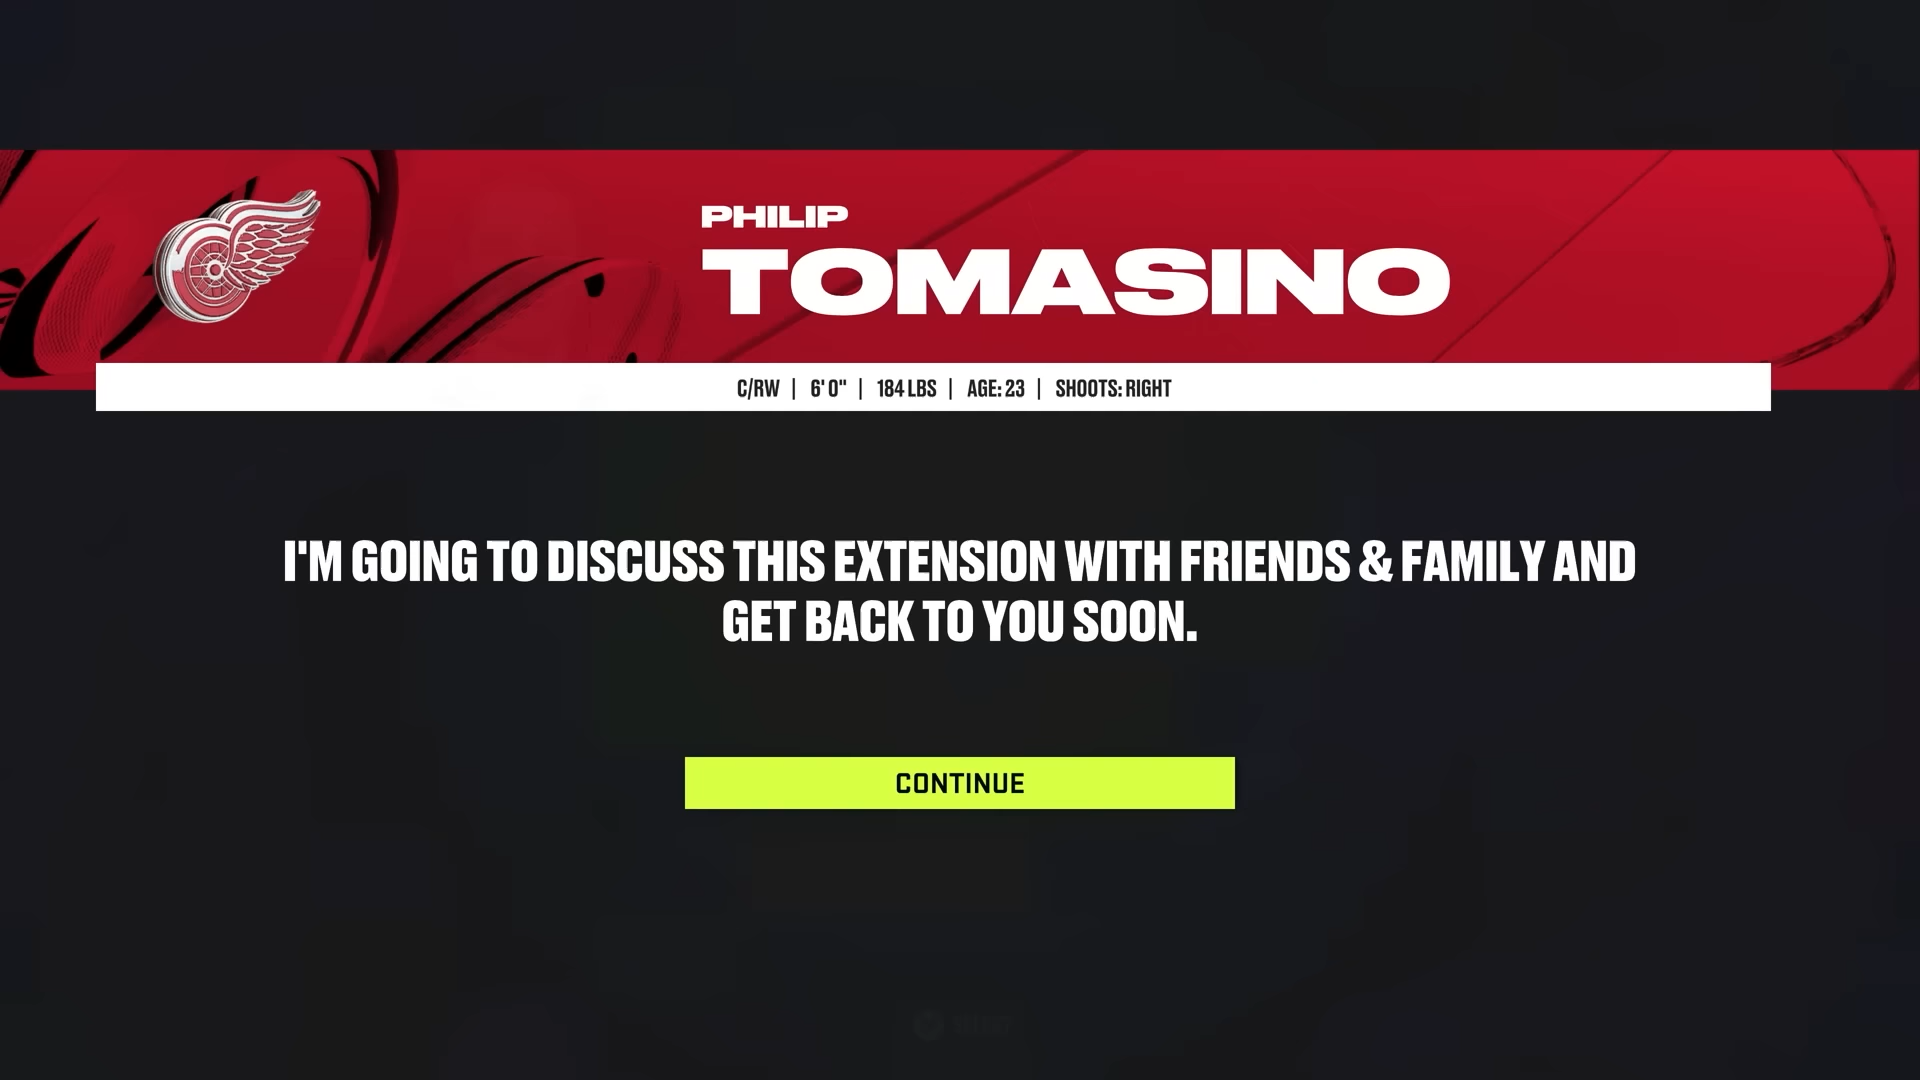 PHILIP
TOMASINO
C/RW | 6' 0" | 184 LBS | AGE: 23 | SHOOTS: RIGHT
I'M GOING TO DISCUSS THIS EXTENSION WITH FRIENDS & FAMILY AND
GET BACK TO YOU SOON.
CONTINUE